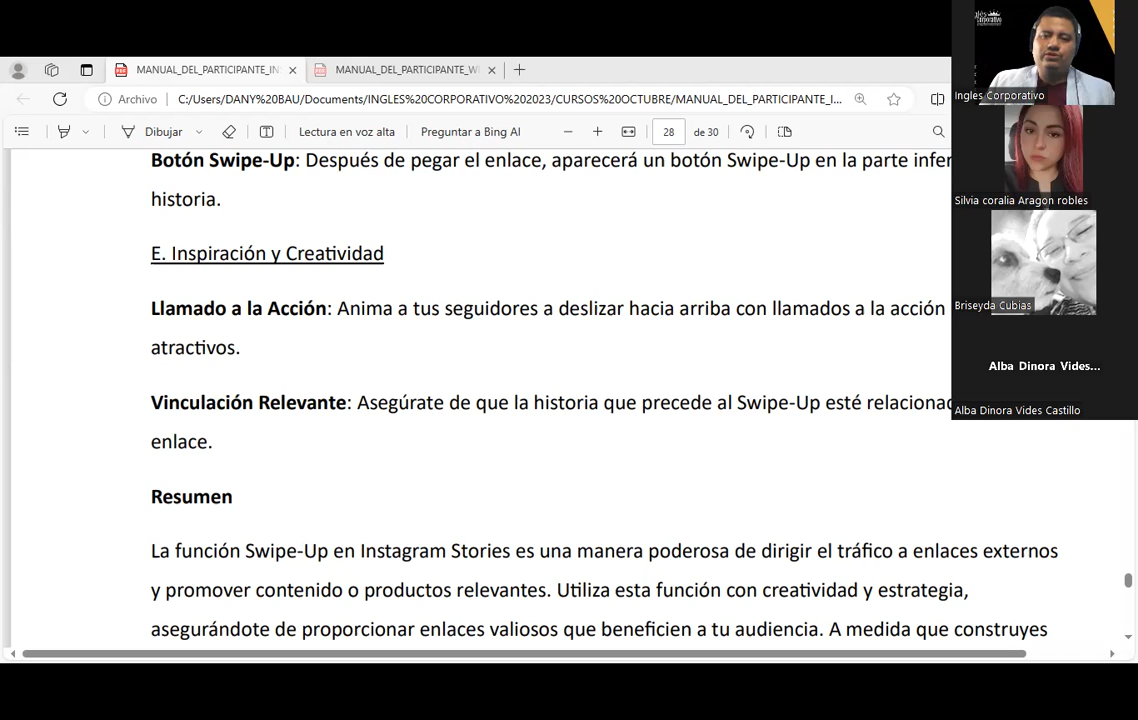 MANUAL_DEL_PARTICIPANTE_IN
MANUAL_DEL_PARTICIPANTE_W
Archivo
C:/Users/DANY%20BAU/Documents/INGLES%20CORPORATIVO%202023/CURSOS%20OCTUBRE/MANUAL_DEL_PARTICIPANTE_I...
Dibujar
Lectura en voz alta
Preguntar a Bing AI
28
de 30
Botón Swipe-Up: Después de pegar el enlace, aparecerá un botón Swipe-Up en la parte infer
historia.
E. Inspiración y Creatividad
Llamado a la Acción: Anima a tus seguidores a deslizar hacia arriba con llamados a la acción
atractivos.
Vinculación Relevante: Asegúrate de que la historia que precede al Swipe-Up esté relacionad
enlace.
Resumen
La función Swipe-Up en Instagram Stories es una manera poderosa de dirigir el tráfico a enlaces externos
y promover contenido o productos relevantes. Utiliza esta función con creatividad y estrategia,
asegurándote de proporcionar enlaces valiosos que beneficien a tu audiencia. A medida que construyes
Ingles Corporativo
Silvia coralia Aragon robles
Briseyda Cubias
Alba Dinora Vides...
Alba Dinora Vides Castillo